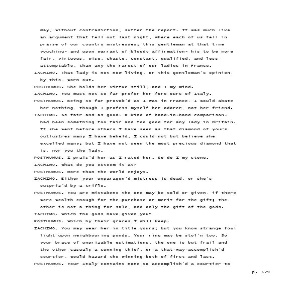 may, without contradiction, suffer the report. It was much like
an argument that fell out last night, where each of us fell in
praise of our country mistresses; this gentleman at that time
vouching- and upon warrant of bloody affirmation- his to be more
fair, virtuous, wise, chaste, constant, qualified, and less
attemptable, than any the rarest of our ladies in France.
IACHIMO. That lady is not now living, or this gentleman's opinion,
by this, worn out.
POSTHUMUS. She holds her virtue still, and I my mind.
IACHIMO. You must not so far prefer her fore ours of Italy.
POSTHUMUS. Being so far provok'd as I was in France, I would abate
her nothing, though I profess myself her adorer, not her friend.
IACHIMO. As fair and as good- a kind of hand-in-hand comparison-
had been something too fair and too good for any lady in Britain.
If she went before others I have seen as that diamond of yours
outlustres many I have beheld, I could not but believe she
excelled many; but I have not seen the most precious diamond that
is, nor you the lady.
POSTHUMUS. I prais'd her as I rated her. So do I my stone.
IACHIMO. What do you esteem it at?
POSTHUMUS. More than the world enjoys.
IACHIMO. Either your unparagon'd mistress is dead, or she's
outpriz'd by a trifle.
POSTHUMUS. You are mistaken: the one may be sold or given, if there
were wealth enough for the purchase or merit for the gift; the
other is not a thing for sale, and only the gift of the gods.
IACHIMO. Which the gods have given you?
POSTHUMUS. Which by their graces I will keep.
IACHIMO. You may wear her in title yours; but you know strange fowl
light upon neighbouring ponds. Your ring may be stol'n too. So
your brace of unprizable estimations, the one is but frail and
the other casual; a cunning thief, or a that-way-accomplish'd
courtier, would hazard the winning both of first and last.
POSTHUMUS. Your Italy contains none so accomplish'd a courtier to